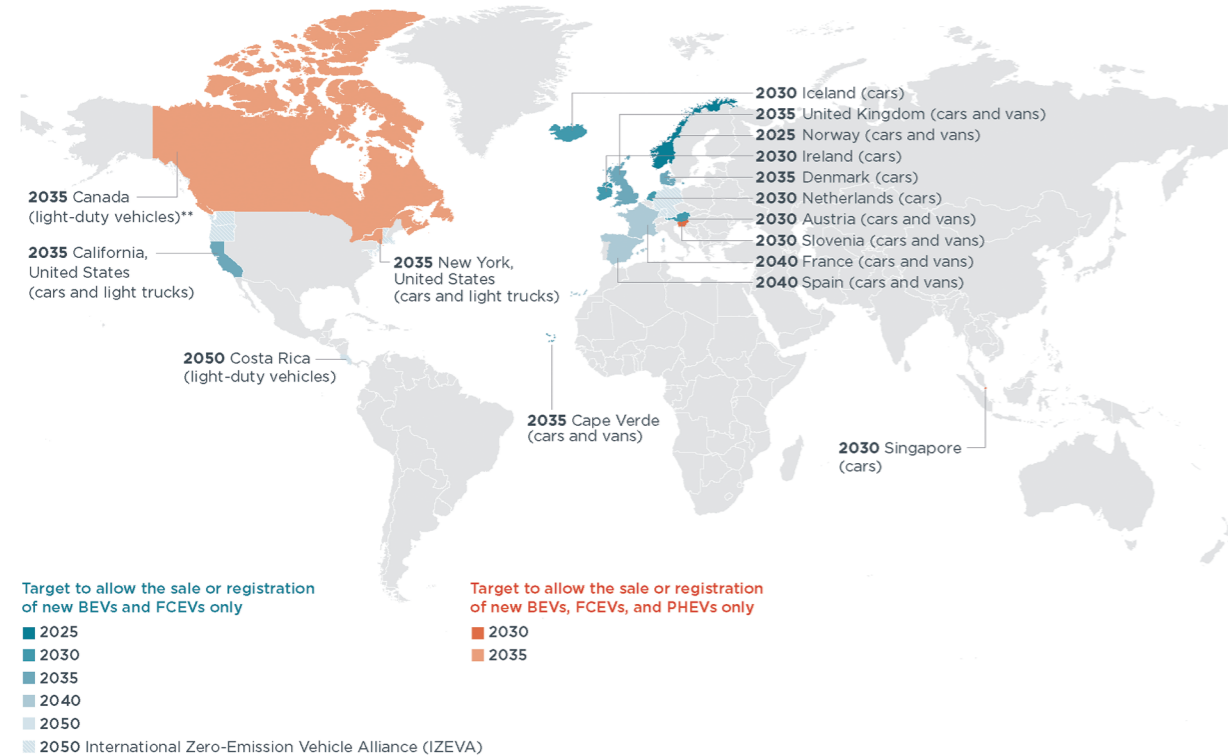 2030 Iceland (cars)
2035 United Kingdom (cars and vans)
2025 Norway (cars and vans)
2030 Ireland (cars)
2035 Denmark (cars)
2030 Netherlands (cars)
2030 Austria (cars and vans)
2030 Slovenia (cars and vans)
2040 France (cars and vans)
2040 Spain (cars and vans)
2035 Canada
(light-duty vehicles)**
2035 California,
United States
(cars and light trucks)
2035 New York,
United States
(cars and light trucks)
2050 Costa Rica
(light-duty vehicles)
2035 Cape Verde
(cars and vans)
2030 Singapore
(cars)
Target to allow the sale or registration
of new BEVs and FCEVs only
2025
2030
2035
2040
2050
2050 International Zero-Emission Vehicle Alliance (IZEVA)
Target to allow the sale or registration
of new BEVs, FCEVs, and PHEVs only
2030
2035